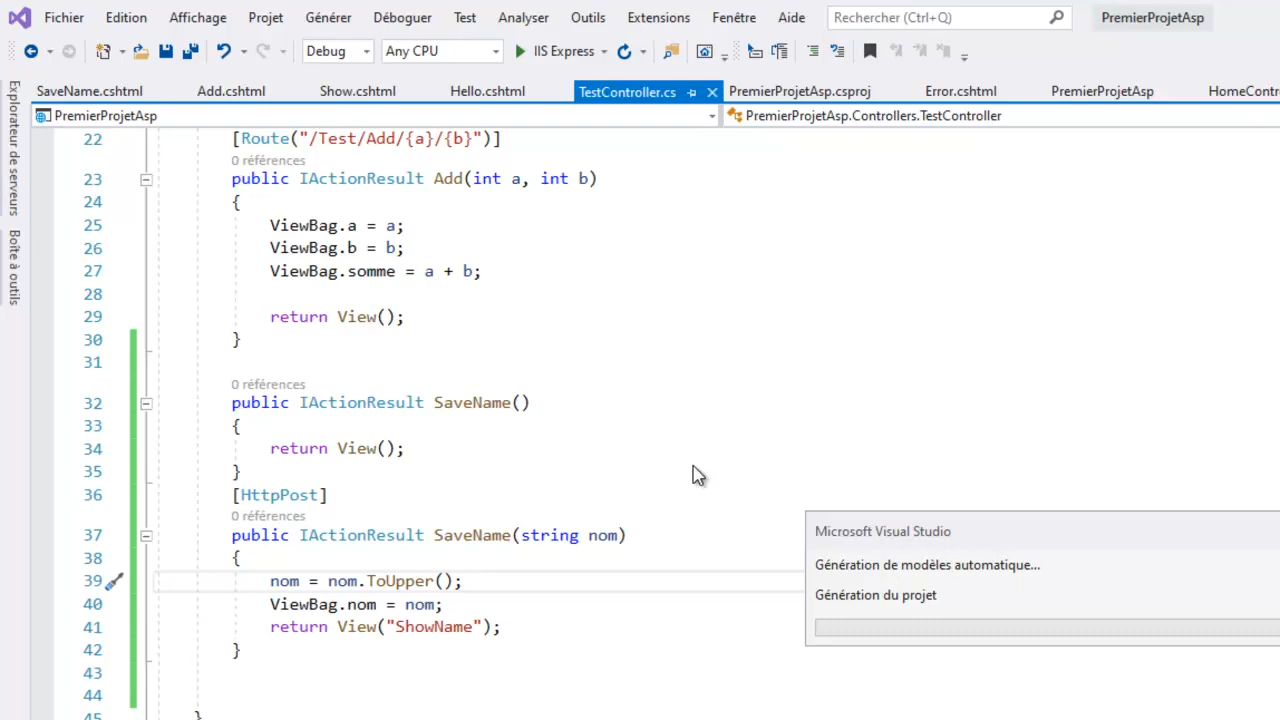 Fichier Edition Affichage Projet Générer Déboguer Test Analyser Outils Extensions Fenêtre Aide Rechercher (Ctrl+Q) PremierProjetAsp
Debug Any CPU IIS Express
SaveName.cshtml Add.cshtml Show.cshtml Hello.cshtml TestController.cs PremierProjetAsp.csproj Error.cshtml PremierProjetAsp HomeContr
PremierProjetAsp PremierProjetAsp.Controllers.TestController
Explorateur de serveurs
Boîte à outils
22 [Route("/Test/Add/{a}/{b}")]
0 références
23 public IActionResult Add(int a, int b)
24 {
25 ViewBag.a = a;
26 ViewBag.b = b;
27 ViewBag.somme = a + b;
28
29 return View();
30 }
31
0 références
32 public IActionResult SaveName()
33 {
34 return View();
35 }
36 [HttpPost]
0 références
37 public IActionResult SaveName(string nom)
38 {
39 nom = nom.ToUpper();
40 ViewBag.nom = nom;
41 return View("ShowName");
42 }
43
44
45 }
Microsoft Visual Studio
Génération de modèles automatique...
Génération du projet